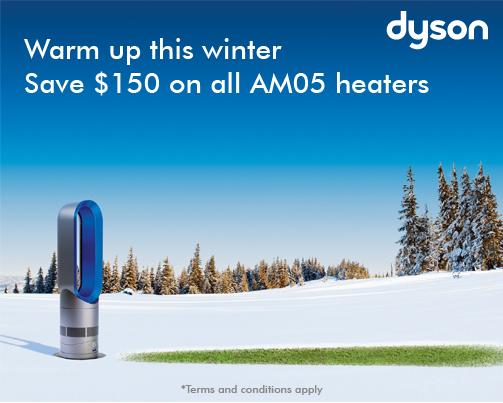 dyson
Warm up this winter
Save $150 on all AM05 heaters
*Terms and conditions apply